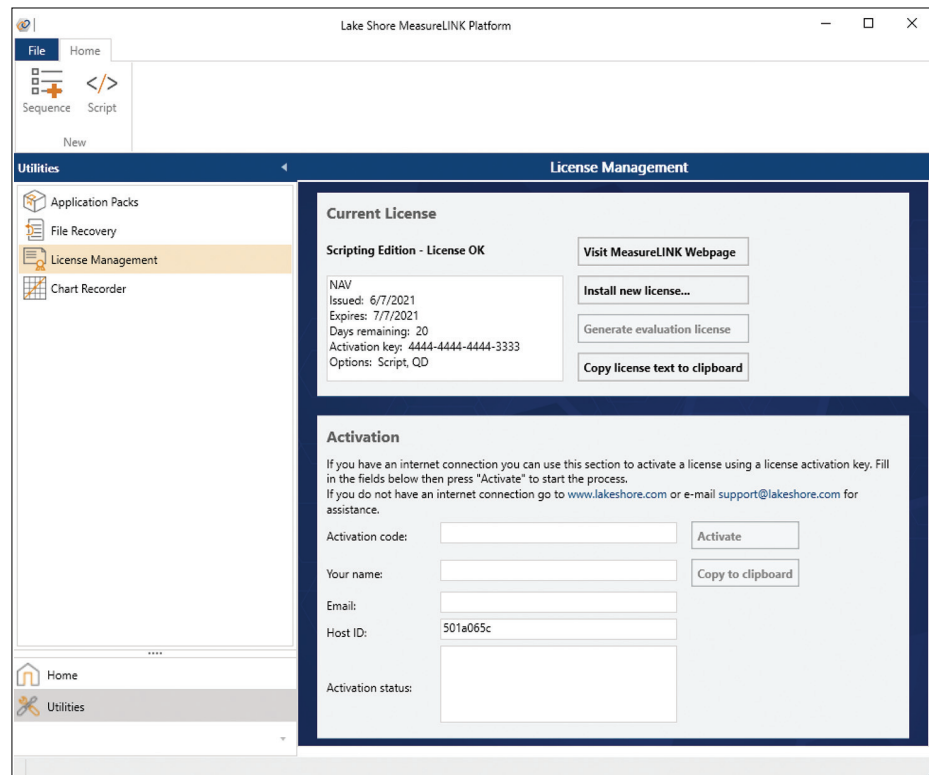 Lake Shore MeasureLINK Platform
File Home
Sequence Script
New
Utilities
License Management
Application Packs
File Recovery
License Management
Chart Recorder
Home
Utilities
Current License
Scripting Edition - License OK
NAV
Issued: 6/7/2021
Expires: 7/7/2021
Days remaining: 20
Activation key: 4444-4444-4444-3333
Options: Script, QD
Visit MeasureLINK Webpage
Install new license...
Generate evaluation license
Copy license text to clipboard
Activation
If you have an internet connection you can use this section to activate a license using a license activation key. Fill
in the fields below then press "Activate" to start the process.
If you do not have an internet connection go to www.lakeshore.com or e-mail support@lakeshore.com for
assistance.
Activation code:
Activate
Your name:
Copy to clipboard
Email:
Host ID: 501a065c
Activation status: